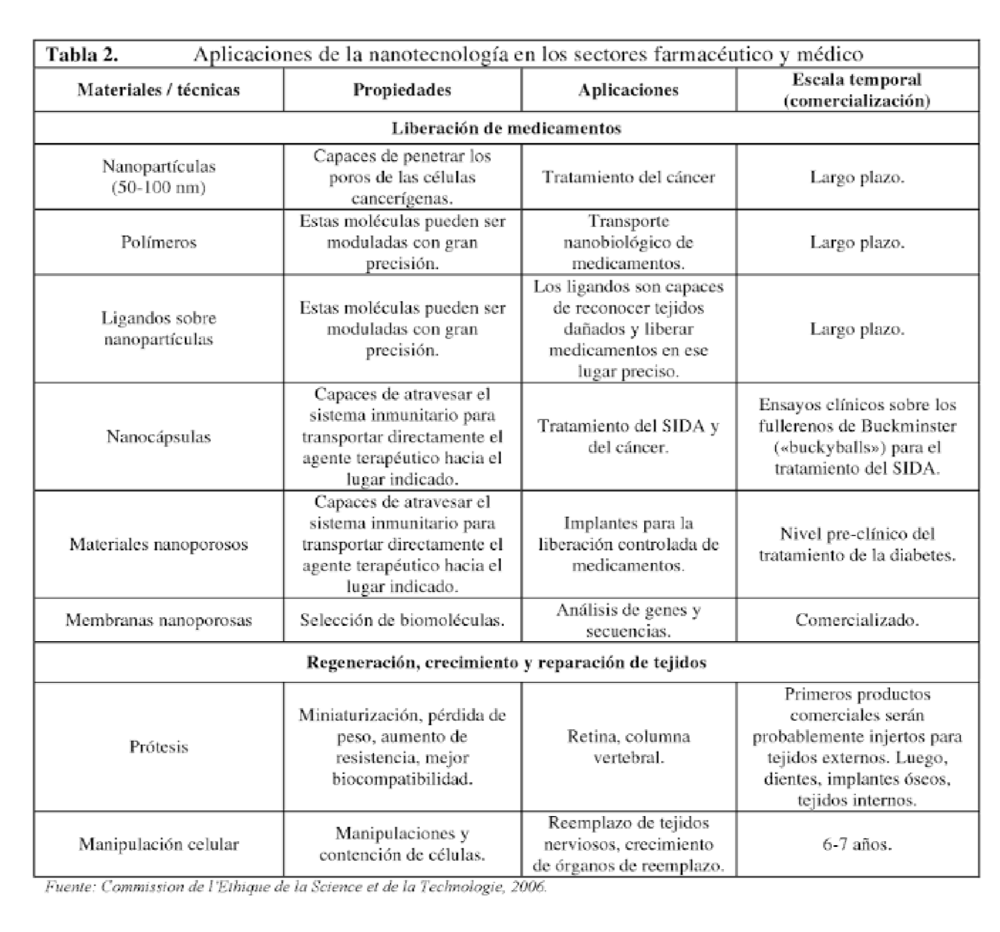 Tabla 2. Aplicaciones de la nanotecnología en los sectores farmacéutico y médico
Materiales / técnicas
Propiedades
Aplicaciones
Escala temporal
(comercialización)
Liberación de medicamentos
Nanopartículas
(50-100 nm)
Capaces de penetrar los
poros de las células
cancerígenas.
Tratamiento del cáncer
Largo plazo.
Polímeros
Estas moléculas pueden ser
moduladas con gran
precisión.
Transporte
nanobiológico de
medicamentos.
Largo plazo.
Ligandos sobre
nanopartículas
Estas moléculas pueden ser
moduladas con gran
precisión.
Los ligandos son capaces
de reconocer tejidos
dañados y liberar
medicamentos en ese
lugar preciso.
Largo plazo.
Nanocápsulas
Capaces de atravesar el
sistema inmunitario para
transportar directamente el
agente terapéutico hacia el
lugar indicado.
Tratamiento del SIDA y
del cáncer.
Ensayos clínicos sobre los
fullerenos de Buckminster
(«buckyballs») para el
tratamiento del SIDA.
Materiales nanoporosos
Capaces de atravesar el
sistema inmunitario para
transportar directamente el
agente terapéutico hacia el
lugar indicado.
Implantes para la
liberación controlada de
medicamentos.
Nivel pre-clínico del
tratamiento de la diabetes.
Membranas nanoporosas
Selección de biomoléculas.
Análisis de genes y
secuencias.
Comercializado.
Regeneración, crecimiento y reparación de tejidos
Prótesis
Miniaturización, pérdida de
peso, aumento de
resistencia, mejor
biocompatibilidad.
Retina, columna
vertebral.
Primeros productos
comerciales serán
probablemente injertos para
tejidos externos. Luego,
dientes, implantes óseos,
tejidos internos.
Manipulación celular
Manipulaciones y
contención de células.
Reemplazo de tejidos
nerviosos, crecimiento
de órganos de reemplazo.
6-7 años.
Fuente: Commission de l'Ethique de la Science et de la Technologie, 2006.